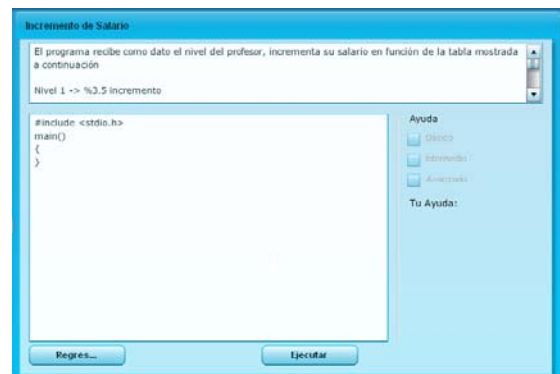 Incremento de Salario
El programa recibe como dato el nivel del profesor, incrementa su salario en función de la tabla mostrada
a continuación
Nivel 1 -> %3.5 incremento
#include <stdio.h>
main()
{
}
Ayuda
Básico
Intermedio
Avanzado
Tu Ayuda:
Regres...
Ejecutar